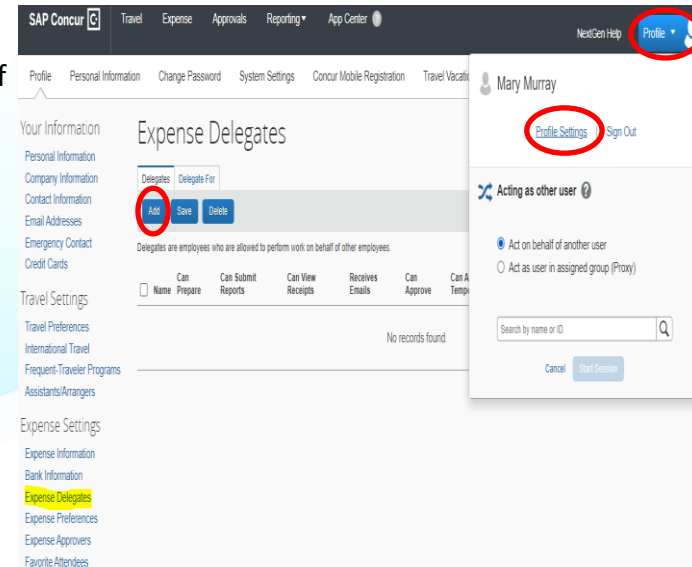 SAP Concur C Travel Expense Approvals Reporting App Center ?
NextGen Help Profile
f
Profile Personal Information Change Password System Settings Concur Mobile Registration Travel
Mary Murray
Profile Settings | Sign Out
Your Information
Personal Information
Company Information
Contact Information
Email Addresses
Emergency Contact
Credit Cards
Travel Settings
Travel Preferences
International Travel
Frequent-Traveler Programs
Assistants/Arrangers
Expense Settings
Expense Information
Bank Information
Expense Delegates
Expense Preferences
Expense Approvers
Favorite Attendees
Expense Delegates
Delegates Delegate For
Add Save Delete
Delegates are employees who are allowed to perform work on behalf of other employees.
Name Can Prepare Can Submit Reports Can View Receipts Receives Emails Can Approve Can
No records found.
Acting as other user ?
Act on behalf of another user
Act as user in assigned group (Proxy)
Search by name or ID
Cancel Start Session